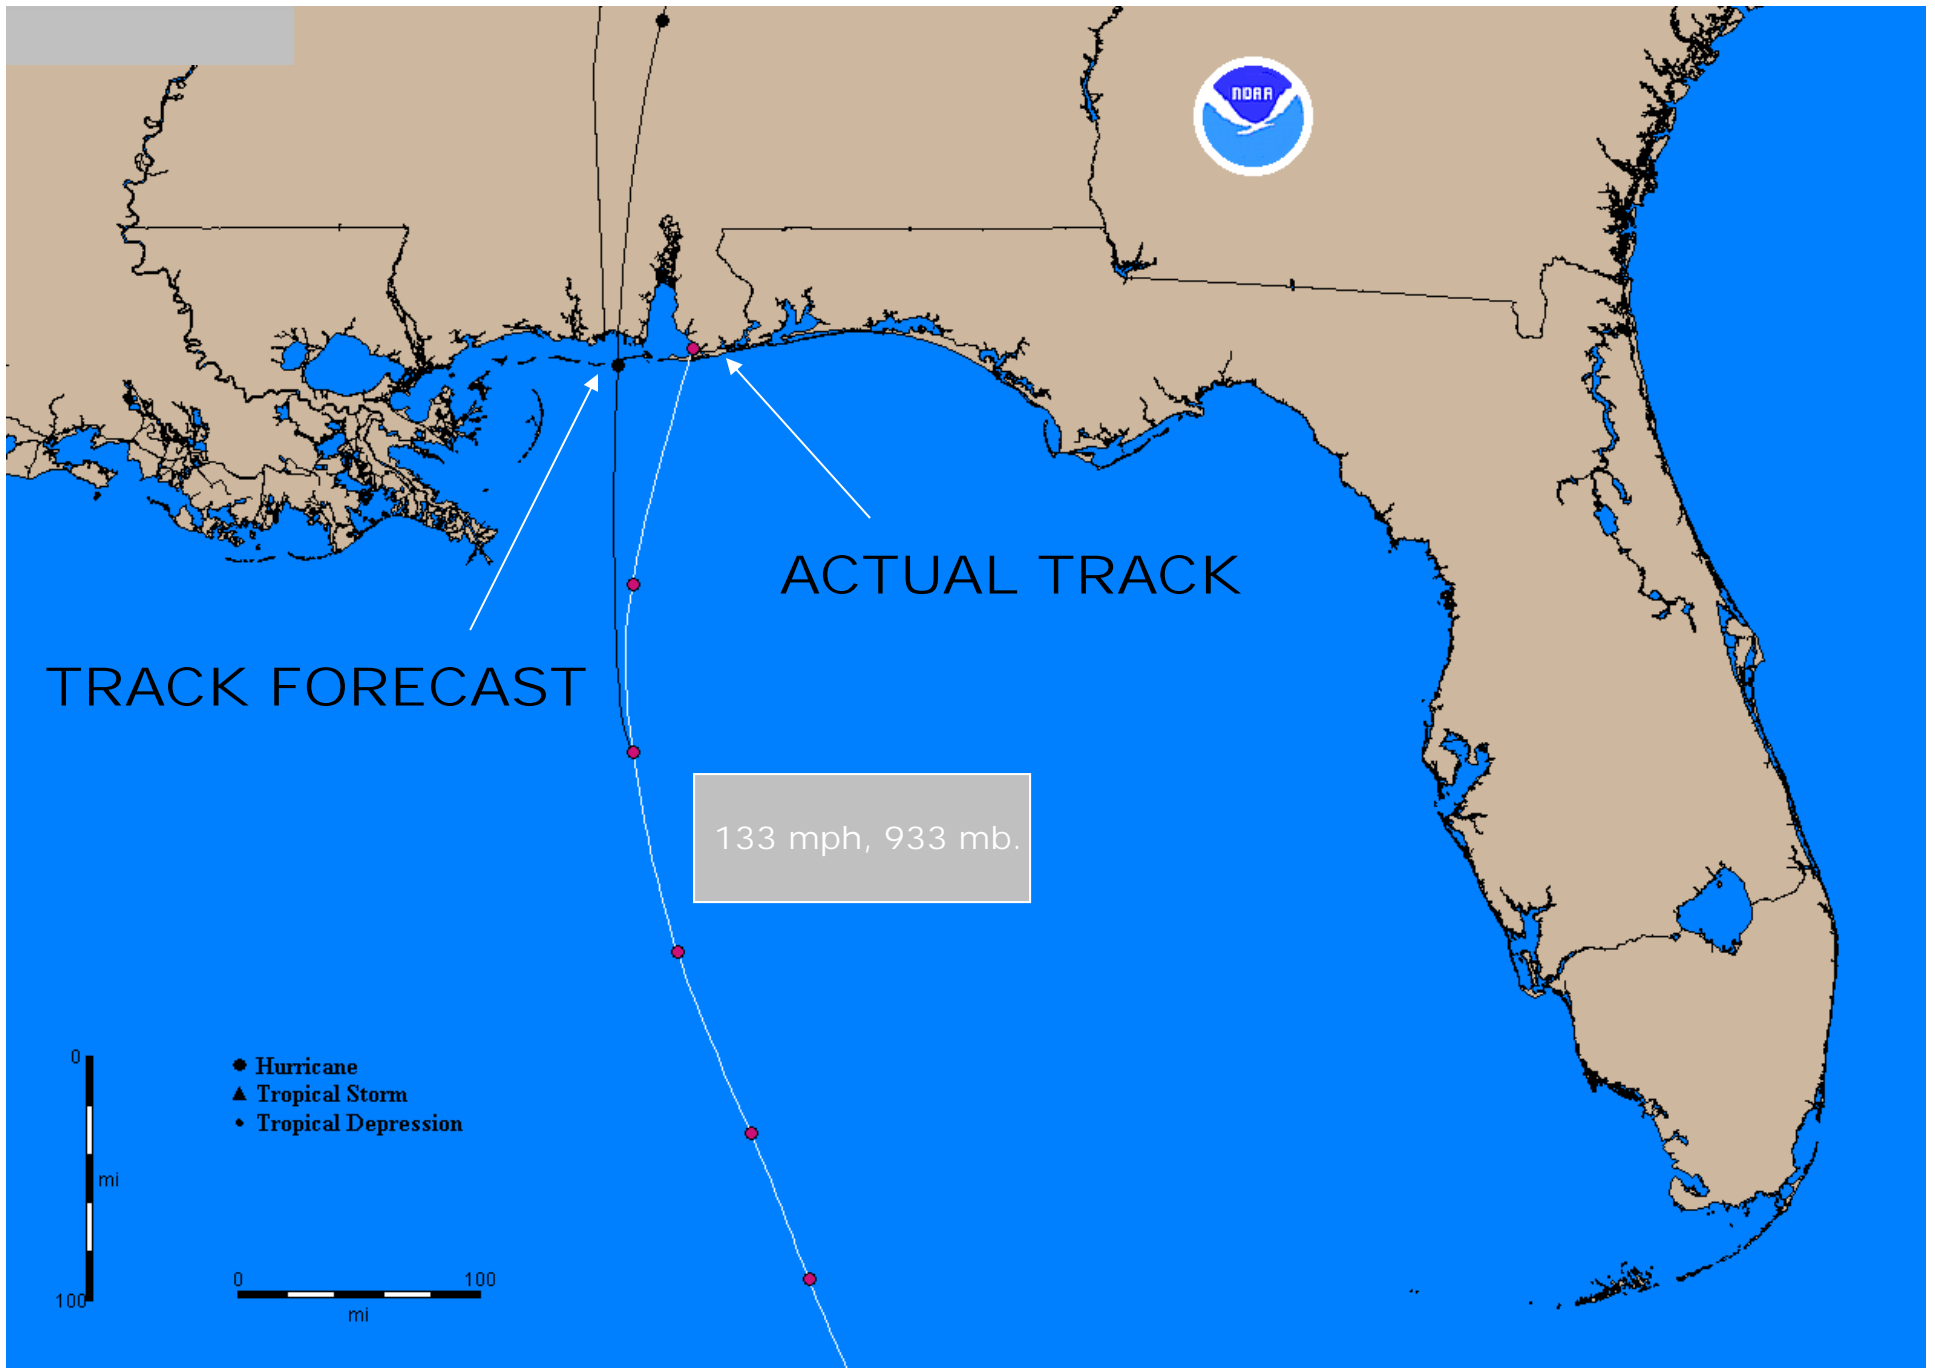 NOAA
ACTUAL TRACK
TRACK FORECAST
133 mph, 933 mb.
0
mi
100
Hurricane
Tropical Storm
Tropical Depression
0 100
mi